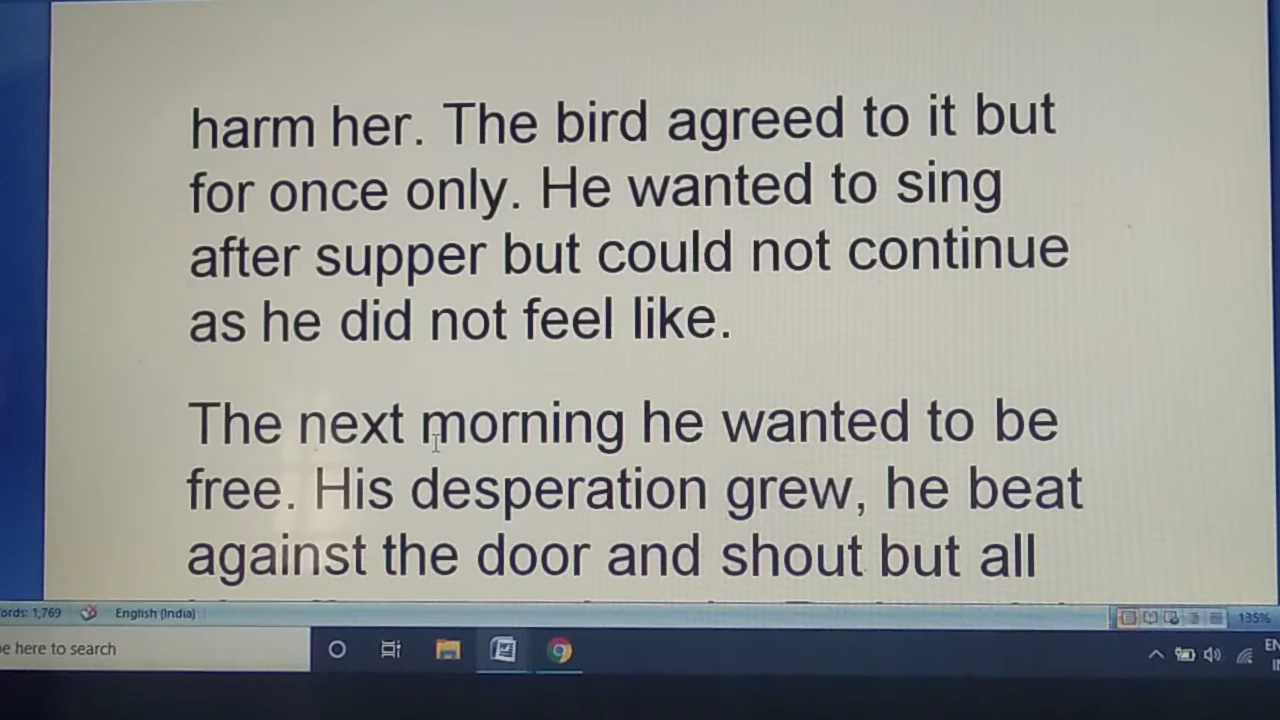 harm her. The bird agreed to it but
for once only. He wanted to sing
after supper but could not continue
as he did not feel like.
The next morning he wanted to be
free. His desperation grew, he beat
against the door and shout but all
ords: 1,769 English (India) 135%
e here to search EN